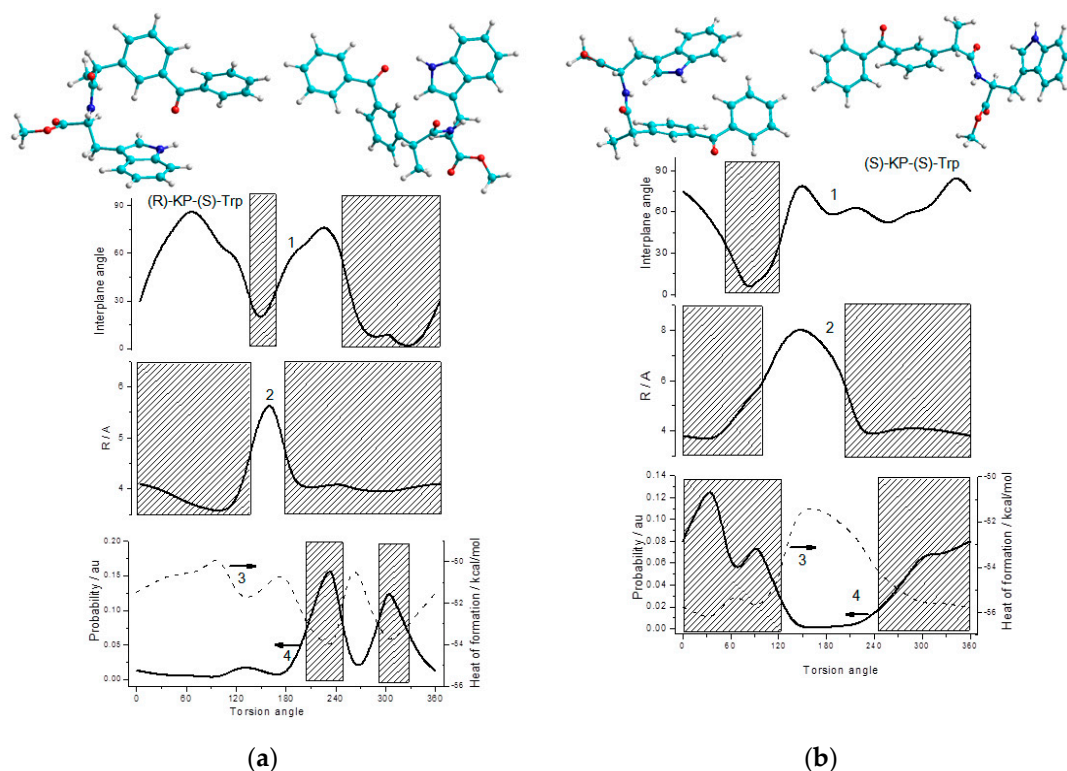 (R)-KP-(S)-Trp
90
60
30
0
Interplane angle
1
6
5
4
R / A
2
0.20
0.15
0.10
0.05
0.00
Probability / au
3
4
-50
-52
-54
-56
Heat of formation / kcal/mol
0 60 120 180 240 300 360
Torsion angle
(a)
(S)-KP-(S)-Trp
90
60
30
0
Interplane angle
1
8
6
4
R / A
2
0.14
0.12
0.10
0.08
0.06
0.04
0.02
0.00
Probability / au
3
4
-50
-52
-54
-56
Heat of formation / kcal/mol
0 60 120 180 240 300 360
Torsion angle
(b)